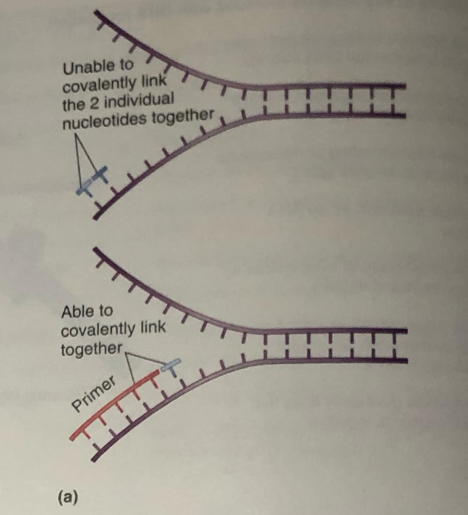 Unable to
covalently link
the 2 individual
nucleotides together
Able to
covalently link
together
Primer
(a)